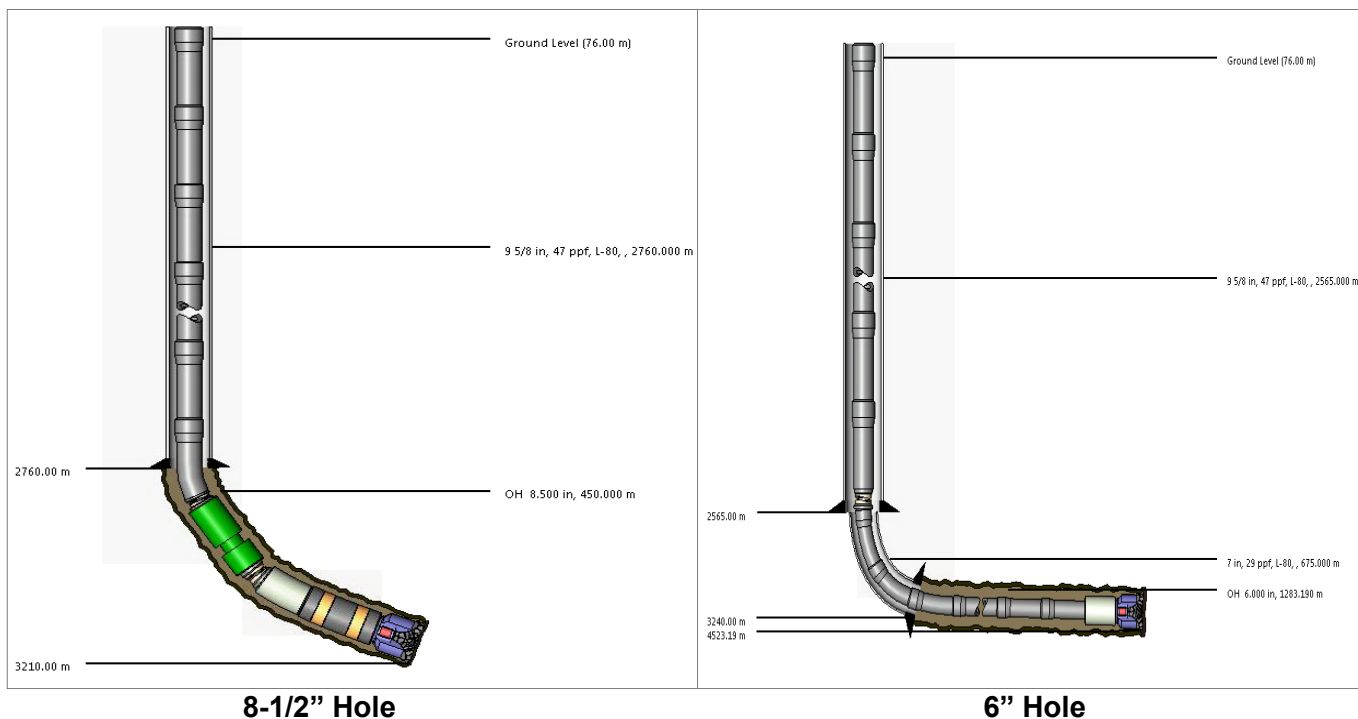 Ground Level (76.00 m)
9 5/8 in, 47 ppf, L-80, , 2760.000 m
2760.00 m
OH 8.500 in, 450.000 m
3210.00 m
8-1/2” Hole
Ground Level (76.00 m)
9 5/8 in, 47 ppf, L-80, , 2565.000 m
2565.00 m
7 in, 29 ppf, L-80, , 675.000 m
OH 6.000 in, 1283.190 m
3240.00 m
4523.19 m
6” Hole